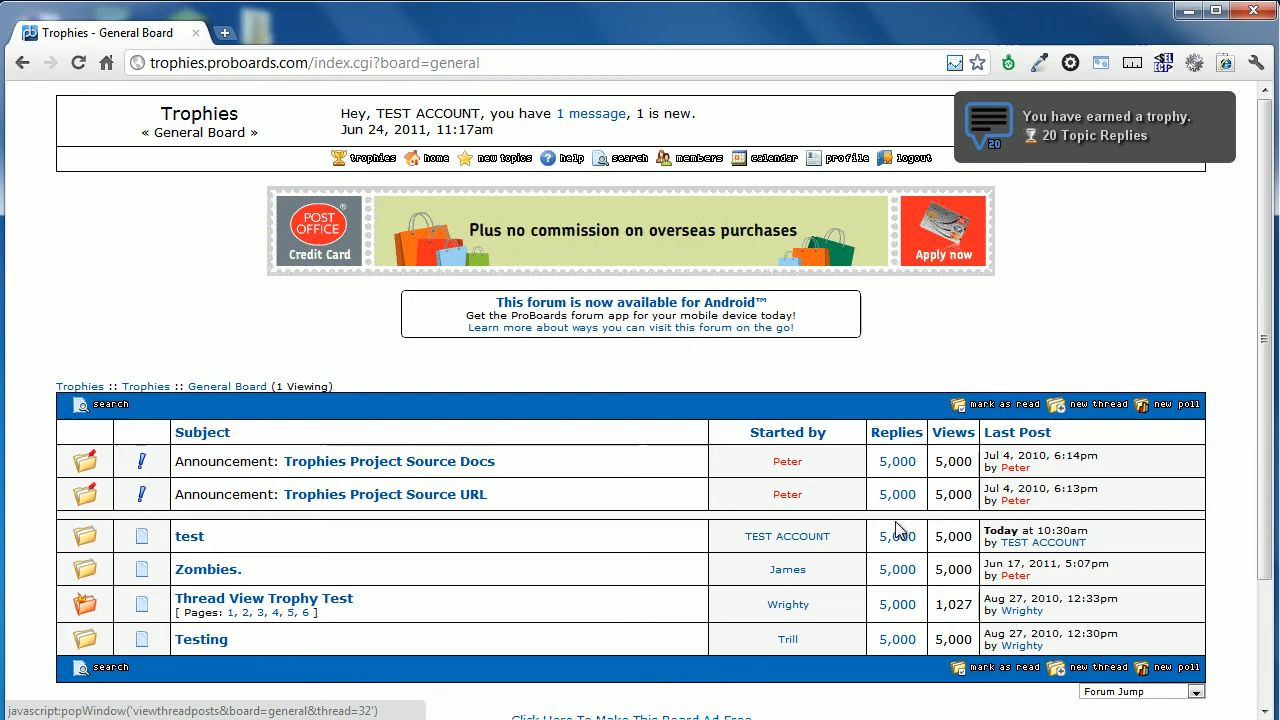 Trophies - General Board
trophies.proboards.com/index.cgi?board=general
Trophies
« General Board »
Hey, TEST ACCOUNT, you have 1 message, 1 is new.
Jun 24, 2011, 11:17am
You have earned a trophy.
20 Topic Replies
20
trophies home new topics help search members calendar profile logout
POST OFFICE ®
Credit Card
Plus no commission on overseas purchases
Apply now
This forum is now available for Android™
Get the ProBoards forum app for your mobile device today!
Learn more about ways you can visit this forum on the go!
Trophies :: Trophies :: General Board (1 Viewing)
search mark as read new thread new poll
Subject Started by Replies Views Last Post
Announcement: Trophies Project Source Docs Peter 5,000 5,000 Jul 4, 2010, 6:14pm
by Peter
Announcement: Trophies Project Source URL Peter 5,000 5,000 Jul 4, 2010, 6:13pm
by Peter
test TEST ACCOUNT 5,000 5,000 Today at 10:30am
by TEST ACCOUNT
Zombies. James 5,000 5,000 Jun 17, 2011, 5:07pm
by Peter
Thread View Trophy Test Wrighty 5,000 1,027 Aug 27, 2010, 12:33pm
[ Pages: 1, 2, 3, 4, 5, 6 ] by Wrighty
Testing Trill 5,000 5,000 Aug 27, 2010, 12:30pm
by Wrighty
search mark as read new thread new poll
Forum Jump
javascript:popWindow('viewthreadposts&board=general&thread=32')
Click Here To Make This Board Ad-Free